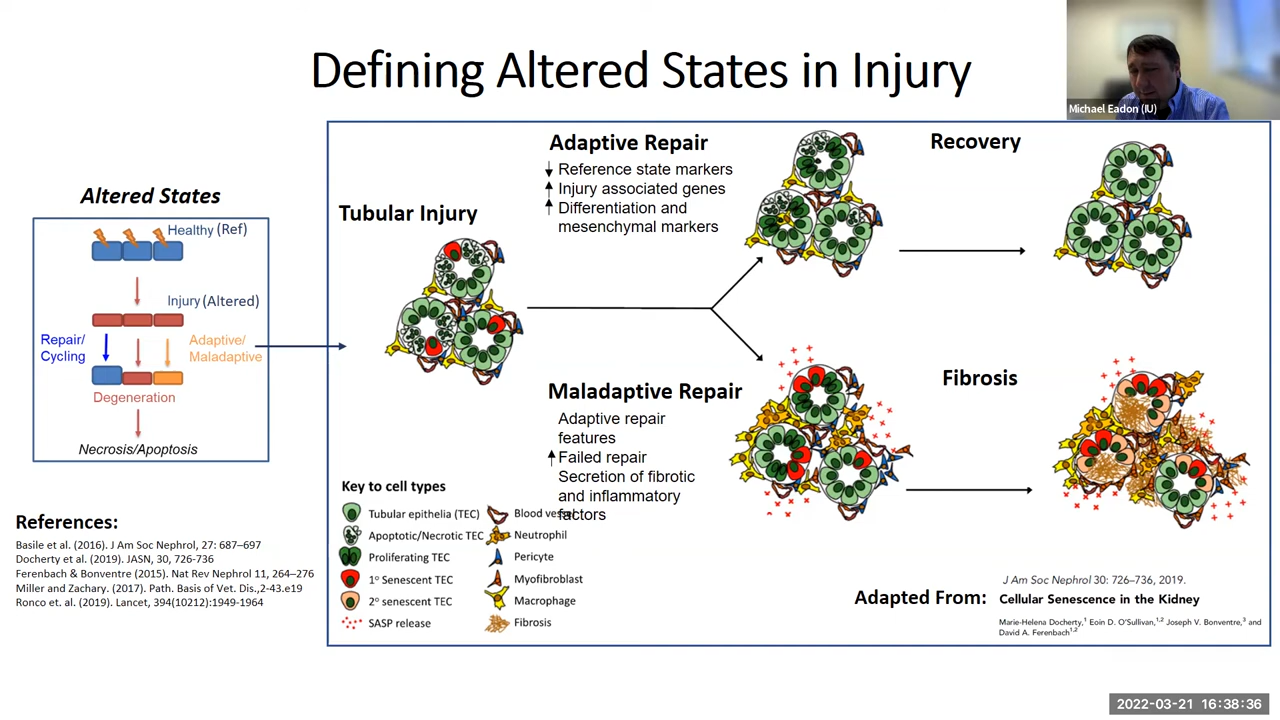 Defining Altered States in Injury
Michael Eadon (IU)
Altered States
Healthy (Ref)
Injury (Altered)
Repair/
Cycling
Adaptive/
Maladaptive
Degeneration
Necrosis/Apoptosis
References:
Basile et al. (2016). J Am Soc Nephrol, 27: 687–697
Docherty et al. (2019). JASN, 30, 726-736
Ferenbach & Bonventre (2015). Nat Rev Nephrol 11, 264–276
Miller and Zachary. (2017). Path. Basis of Vet. Dis.,2-43.e19
Ronco et al. (2019). Lancet, 394(10212):1949-1964
Tubular Injury
Adaptive Repair
↓ Reference state markers
↑ Injury associated genes
↑ Differentiation and
mesenchymal markers
Recovery
Maladaptive Repair
Adaptive repair
features
↑ Failed repair
Secretion of fibrotic
and inflammatory
factors
Fibrosis
Key to cell types
Tubular epithelia (TEC)
Apoptotic/Necrotic TEC
Proliferating TEC
1° Senescent TEC
2° senescent TEC
SASP release
Blood vessel
Neutrophil
Pericyte
Myofibroblast
Macrophage
Fibrosis
Adapted From:
J Am Soc Nephrol 30: 726–736, 2019.
Cellular Senescence in the Kidney
Marie-Helena Docherty,1 Eoin D. O'Sullivan,1,2 Joseph V. Bonventre,3 and
David A. Ferenbach1,2
2022-03-21 16:38:36